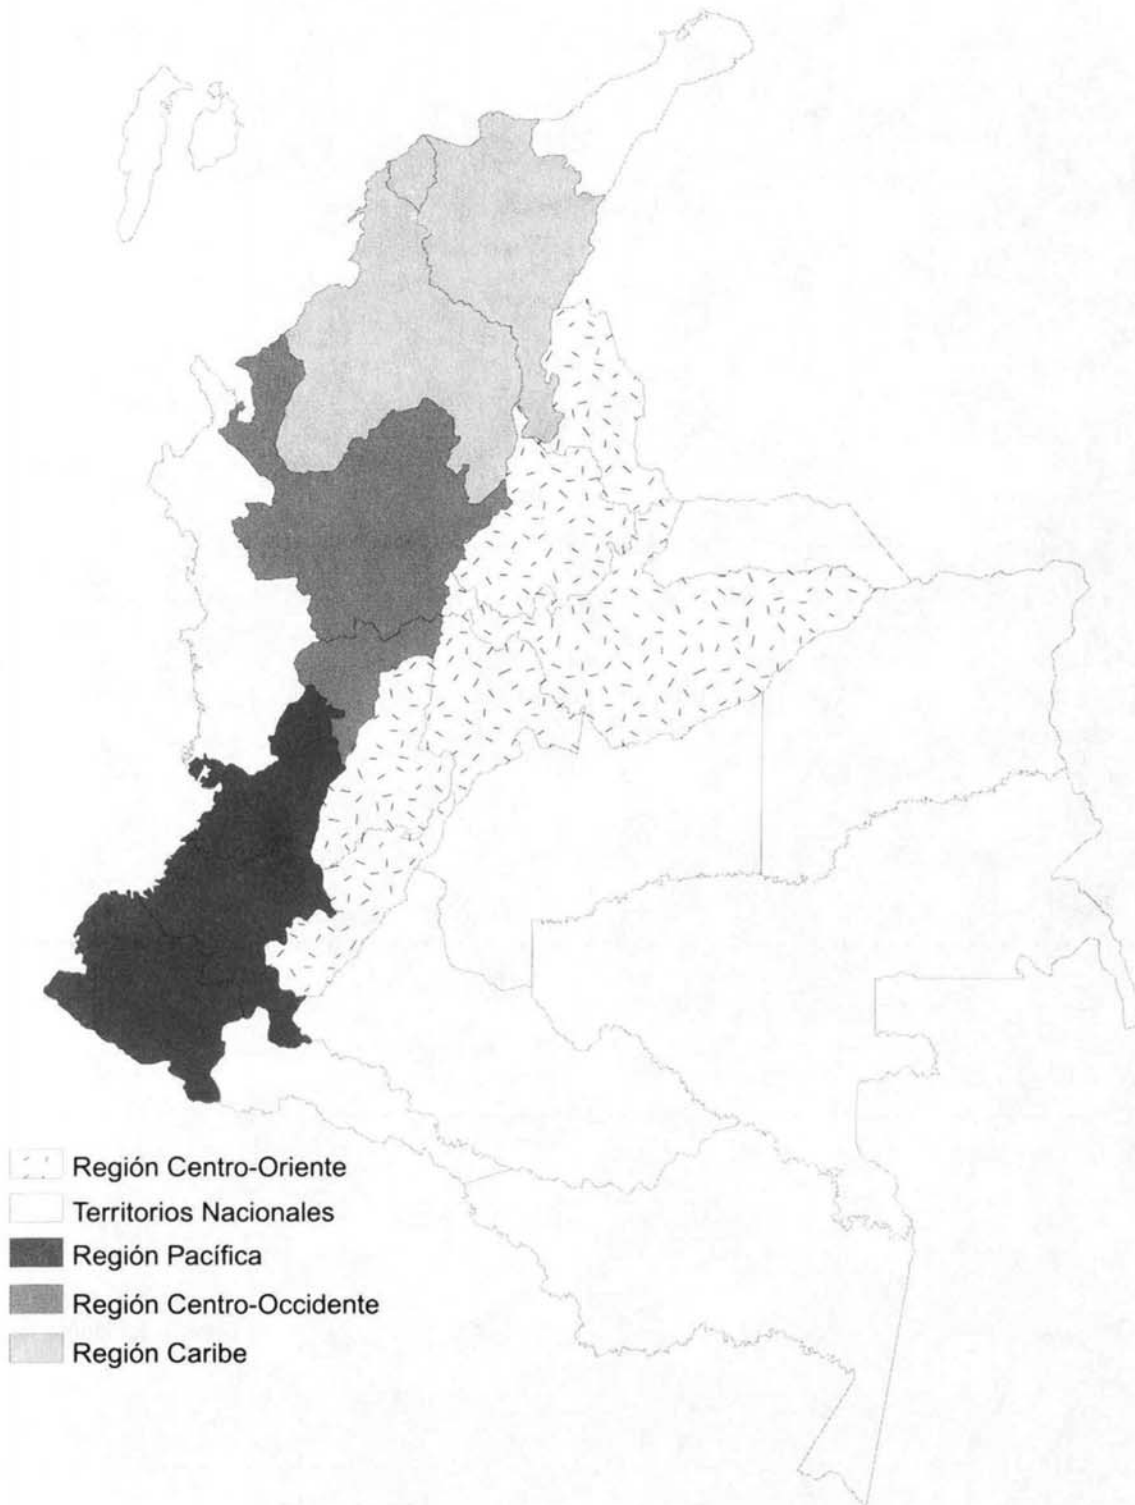 Región Centro-Oriente
Territorios Nacionales
Región Pacífica
Región Centro-Occidente
Región Caribe